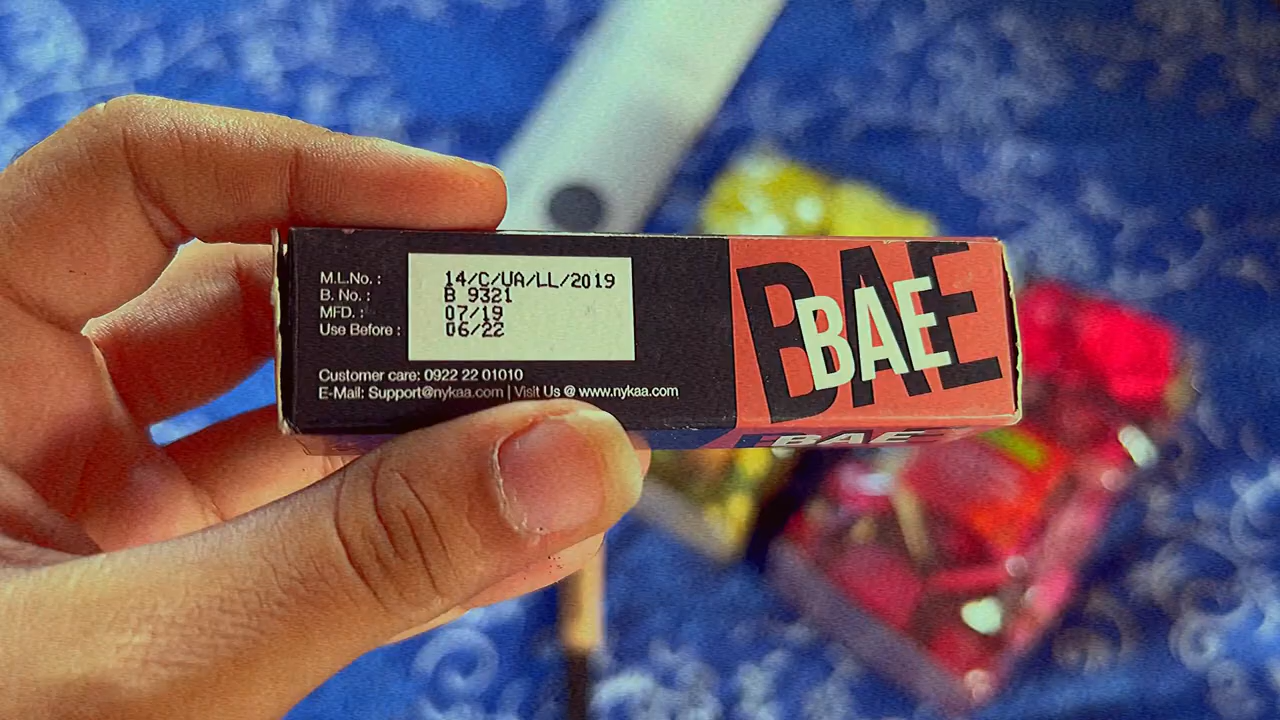 M.L.No. : 14/C/UA/LL/2019
B. No. : B 9321
MFD. : 07/19
Use Before : 06/22
Customer care: 0922 22 01010
E-Mail: Support@nykaa.com | Visit Us @ www.nykaa.com
BAE
BAE
BAE